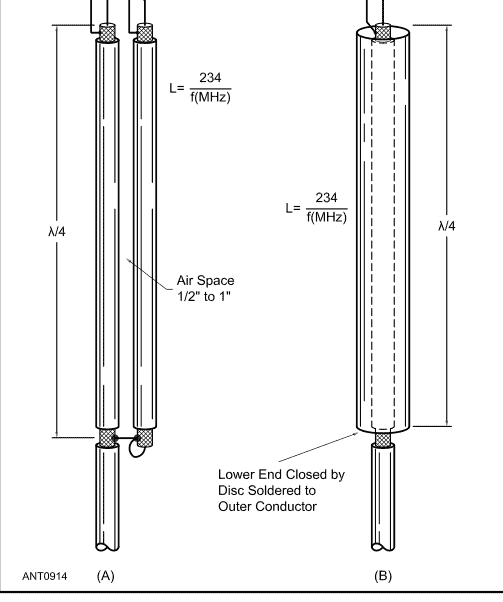 L= 234
f(MHz)
λ/4
L= 234
f(MHz)
λ/4
Air Space
1/2" to 1"
Lower End Closed by
Disc Soldered to
Outer Conductor
ANT0914
(A)
(B)